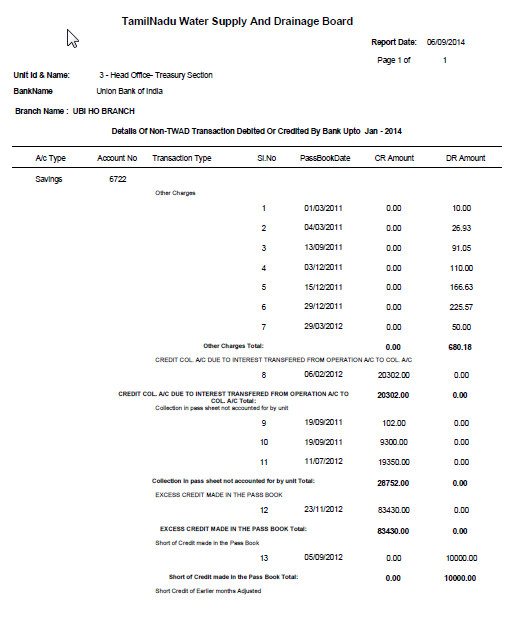 TamilNadu Water Supply And Drainage Board
Report Date: 06/09/2014
Page 1 of 1
Unit Id & Name: 3 - Head Office- Treasury Section
BankName Union Bank of India
Branch Name : UBI HO BRANCH
Details Of Non-TWAD Transaction Debited Or Credited By Bank Upto Jan - 2014
A/c Type Account No Transaction Type Sl.No PassBookDate CR Amount DR Amount
Savings 6722
Other Charges
1 01/03/2011 0.00 10.00
2 04/03/2011 0.00 26.93
3 13/09/2011 0.00 91.05
4 03/12/2011 0.00 110.00
5 15/12/2011 0.00 166.63
6 29/12/2011 0.00 225.57
7 29/03/2012 0.00 50.00
Other Charges Total: 0.00 680.18
CREDIT COL. A/C DUE TO INTEREST TRANSFERED FROM OPERATION A/C TO COL. A/C
8 06/02/2012 20302.00 0.00
CREDIT COL. A/C DUE TO INTEREST TRANSFERED FROM OPERATION A/C TO 20302.00 0.00
COL. A/C Total:
Collection in pass sheet not accounted for by unit
9 19/09/2011 102.00 0.00
10 19/09/2011 9300.00 0.00
11 11/07/2012 19350.00 0.00
Collection in pass sheet not accounted for by unit Total: 28752.00 0.00
EXCESS CREDIT MADE IN THE PASS BOOK
12 23/11/2012 83430.00 0.00
EXCESS CREDIT MADE IN THE PASS BOOK Total: 83430.00 0.00
Short of Credit made in the Pass Book
13 05/09/2012 0.00 10000.00
Short of Credit made in the Pass Book Total: 0.00 10000.00
Short Credit of Earlier months Adjusted